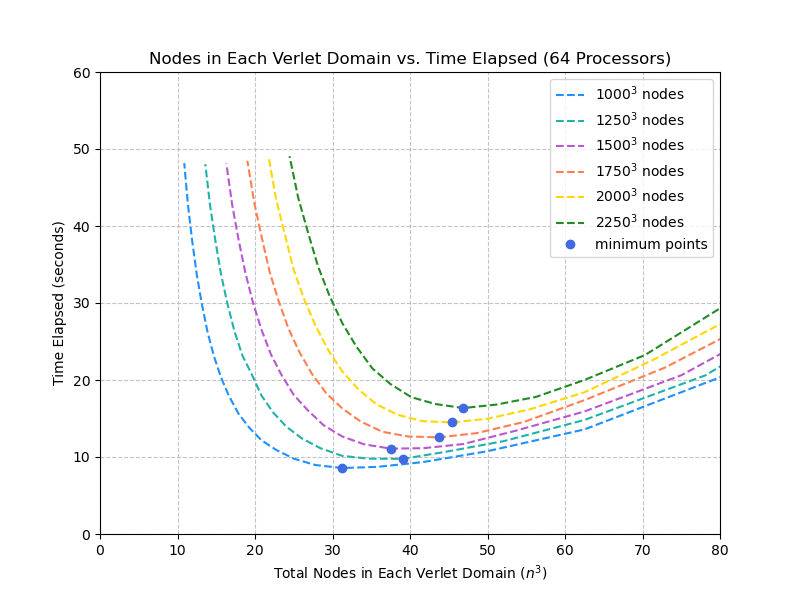 Nodes in Each Verlet Domain vs. Time Elapsed (64 Processors)
60
50
40
30
20
10
0
Time Elapsed (seconds)
1000³ nodes
1250³ nodes
1500³ nodes
1750³ nodes
2000³ nodes
2250³ nodes
minimum points
0 10 20 30 40 50 60 70 80
Total Nodes in Each Verlet Domain (n³)